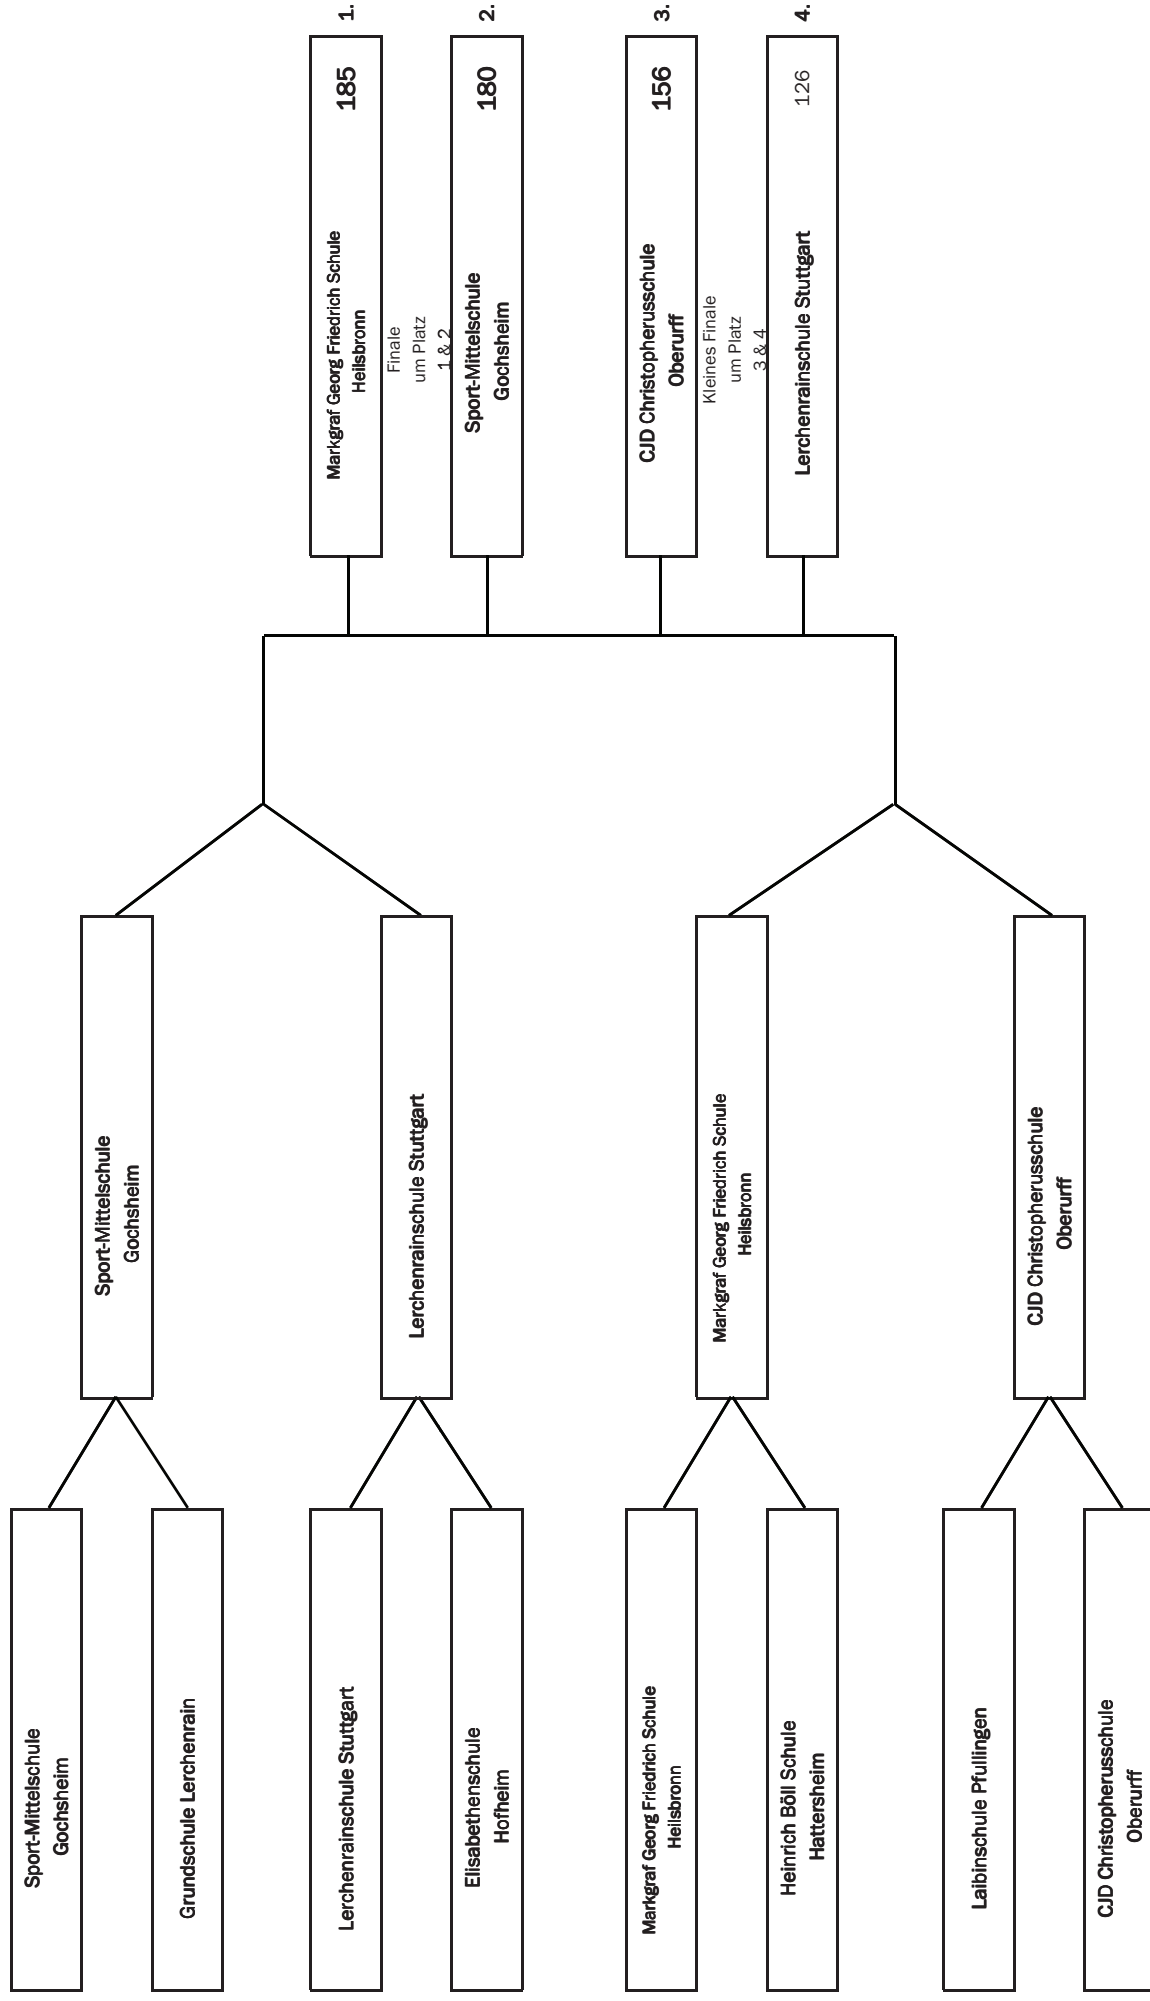 Sport-Mittelschule
Gochsheim
Grundschule Lerchenrain
Lerchenrainschule Stuttgart
Elisabethenschule
Hofheim
Markgraf Georg Friedrich Schule
Heilsbronn
Heinrich Böll Schule
Hattersheim
Laibinschule Pfullingen
CJD Christopherusschule
Oberurff
Sport-Mittelschule
Gochsheim
Lerchenrainschule Stuttgart
Markgraf Georg Friedrich Schule
Heilsbronn
CJD Christopherusschule
Oberurff
Markgraf Georg Friedrich Schule
Heilsbronn
185
1.
Finale
um Platz
1 & 2
Sport-Mittelschule
Gochsheim
180
2.
CJD Christopherusschule
Oberurff
156
3.
Kleines Finale
um Platz
3 & 4
Lerchenrainschule Stuttgart
126
4.